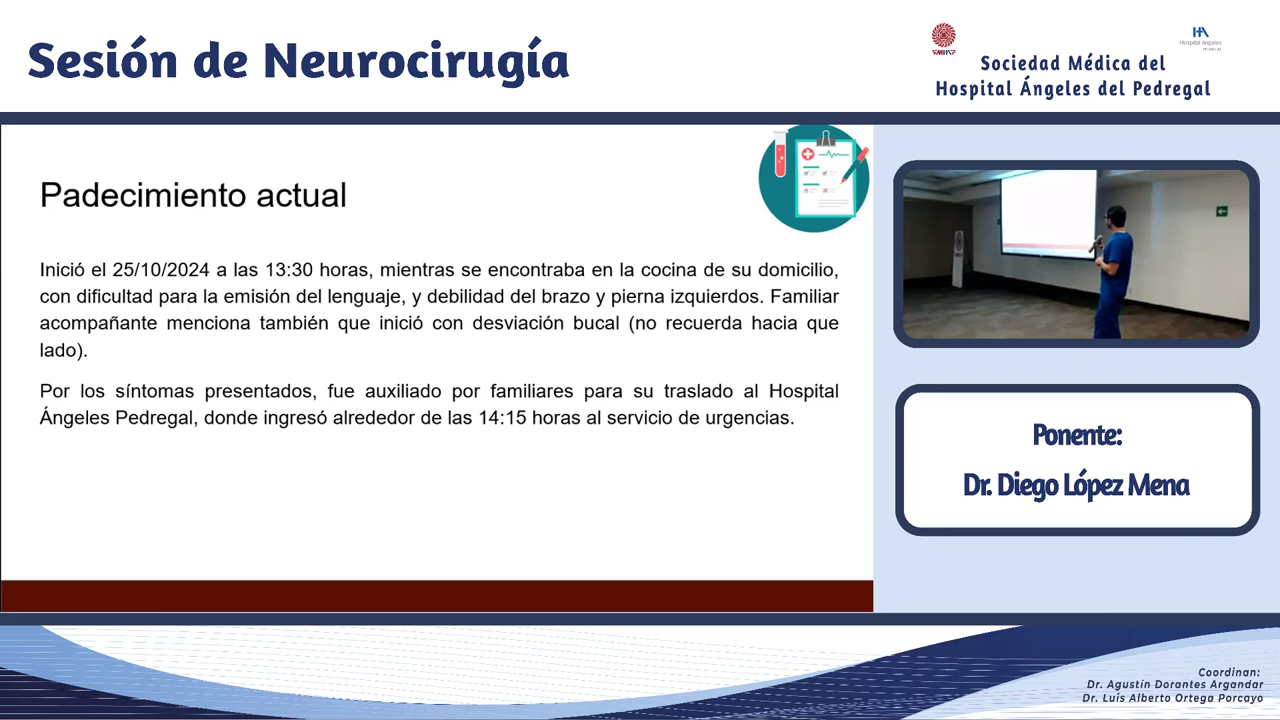 Sesión de Neurocirugía
Sociedad Médica del
Hospital Ángeles del Pedregal
Hospital Angeles
Padecimiento actual
Inició el 25/10/2024 a las 13:30 horas, mientras se encontraba en la cocina de su domicilio,
con dificultad para la emisión del lenguaje, y debilidad del brazo y pierna izquierdos. Familiar
acompañante menciona también que inició con desviación bucal (no recuerda hacia que
lado).
Por los síntomas presentados, fue auxiliado por familiares para su traslado al Hospital
Ángeles Pedregal, donde ingresó alrededor de las 14:15 horas al servicio de urgencias.
Ponente:
Dr. Diego López Mena
Coordinan:
Dr. Agustín Dorantes Argandar
Dr. Luis Alberto Ortega Porcayo